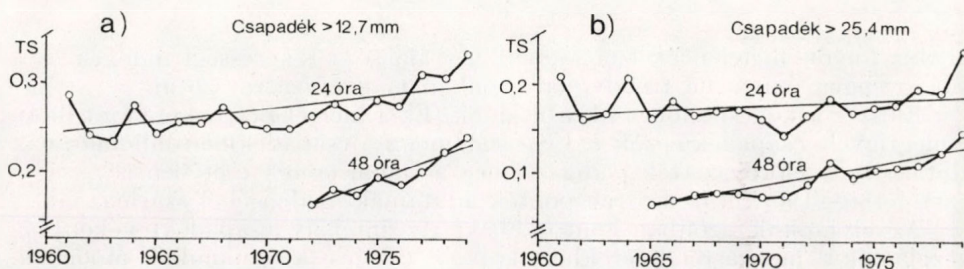 a)
Csapadék > 12,7 mm
TS
0,3
0,2
24 óra
48 óra
1960 1965 1970 1975
b)
Csapadék > 25,4 mm
TS
0,2
0,1
24 óra
48 óra
1960 1965 1970 1975